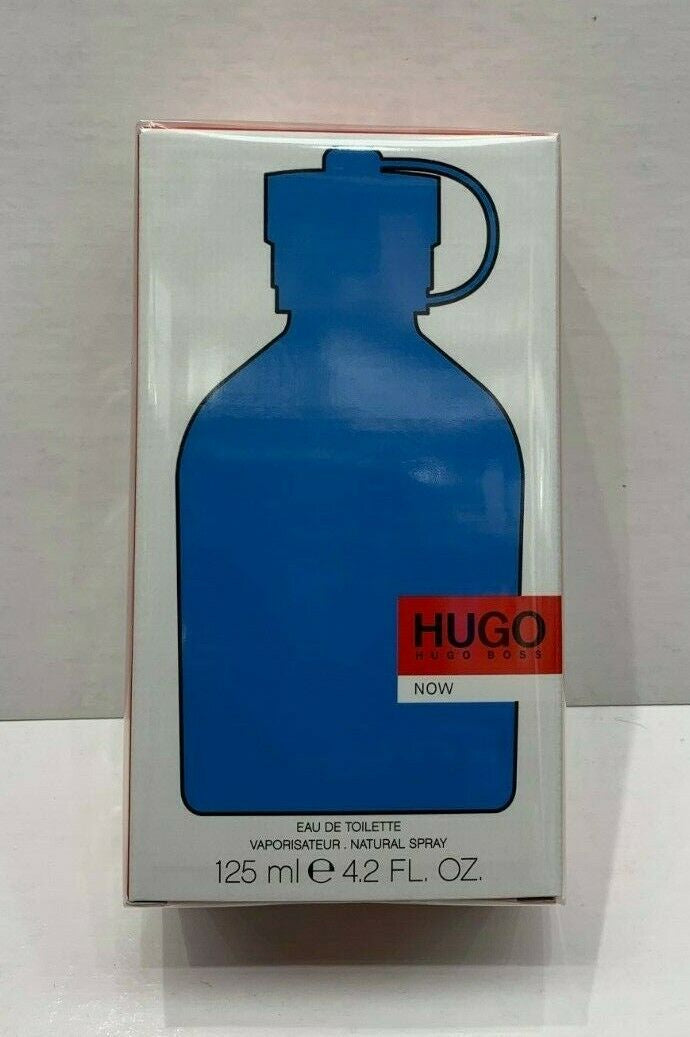 HUGO
HUGO BOSS
NOW
EAU DE TOILETTE
VAPORISATEUR . NATURAL SPRAY
125 ml e 4.2 FL. OZ.